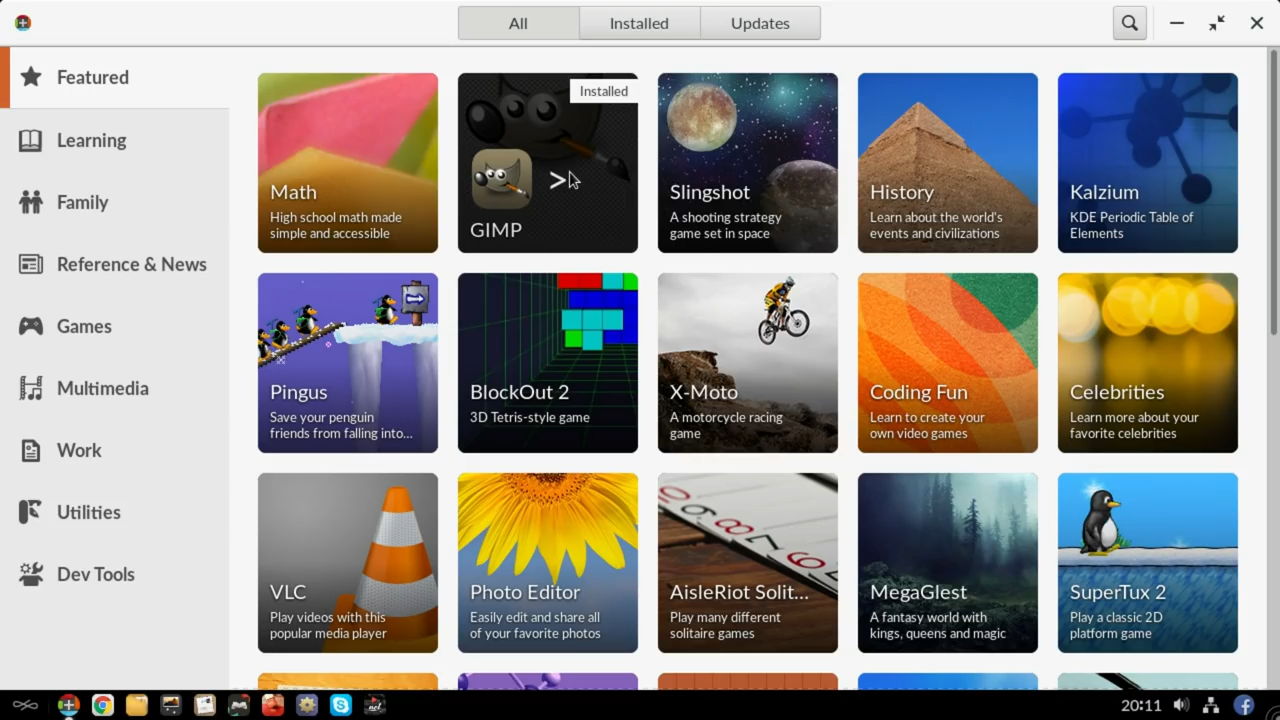 All
Installed
Updates
Featured
Learning
Family
Reference & News
Games
Multimedia
Work
Utilities
Dev Tools
Math
High school math made
simple and accessible
Installed
>
GIMP
Slingshot
A shooting strategy
game set in space
History
Learn about the world's
events and civilizations
Kalzium
KDE Periodic Table of
Elements
Pingus
Save your penguin
friends from falling into...
BlockOut 2
3D Tetris-style game
X-Moto
A motorcycle racing
game
Coding Fun
Learn to create your
own video games
Celebrities
Learn more about your
favorite celebrities
VLC
Play videos with this
popular media player
Photo Editor
Easily edit and share all
of your favorite photos
AisleRiot Solit...
Play many different
solitaire games
MegaGlest
A fantasy world with
kings, queens and magic
SuperTux 2
Play a classic 2D
platform game
20:11